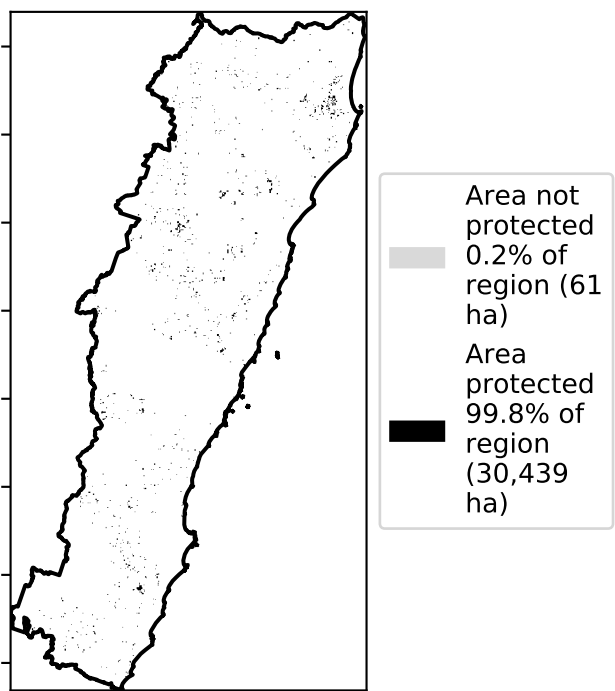 Area not
protected
0.2% of
region (61
ha)
Area
protected
99.8% of
region
(30,439
ha)